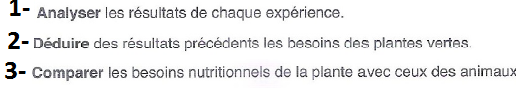 1- Analyser les résultats de chaque expérience.
2- Déduire des résultats précédents les besoins des plantes vertes.
3- Comparer les besoins nutritionnels de la plante avec ceux des animaux